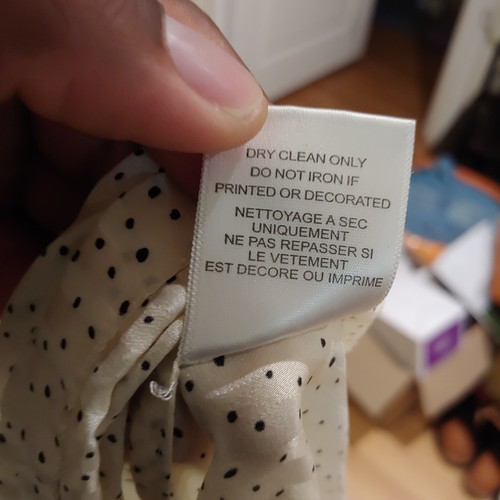 DRY CLEAN ONLY
DO NOT IRON IF
PRINTED OR DECORATED
NETTOYAGE A SEC
UNIQUEMENT
NE PAS REPASSER SI
LE VETEMENT
EST DECORE OU IMPRIME